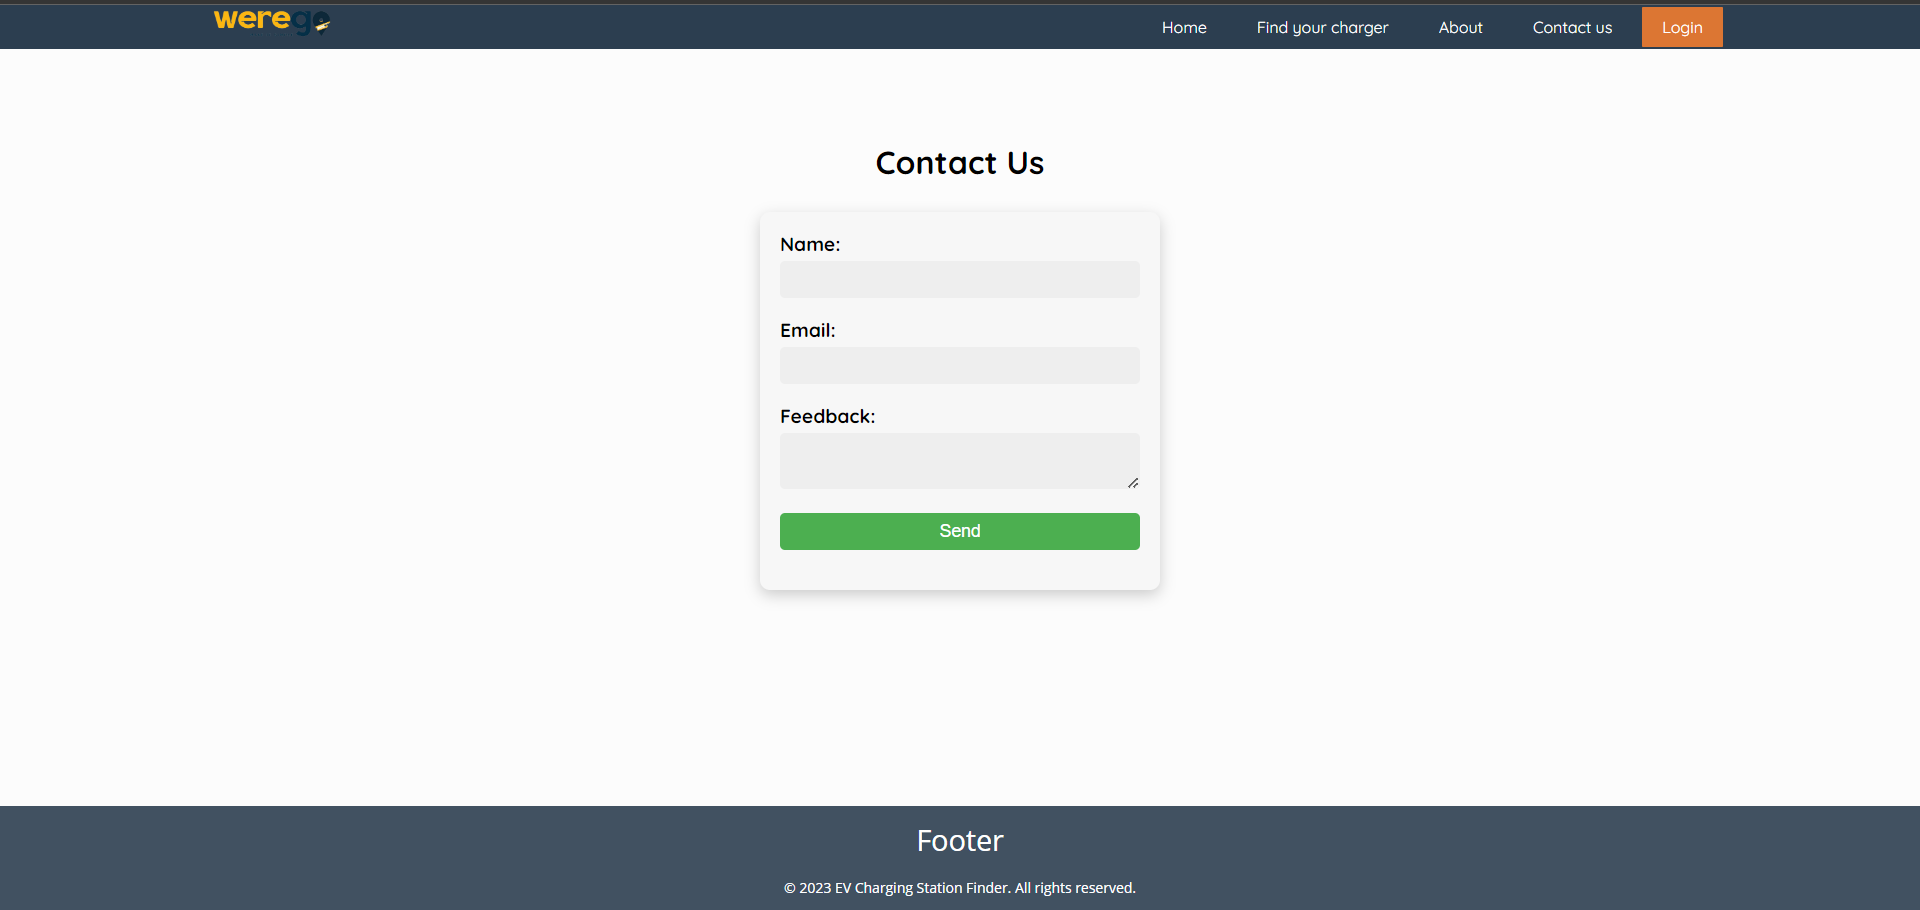 werego
Home
Find your charger
About
Contact us
Login
Contact Us
Name:
Email:
Feedback:
Send
Footer
© 2023 EV Charging Station Finder. All rights reserved.